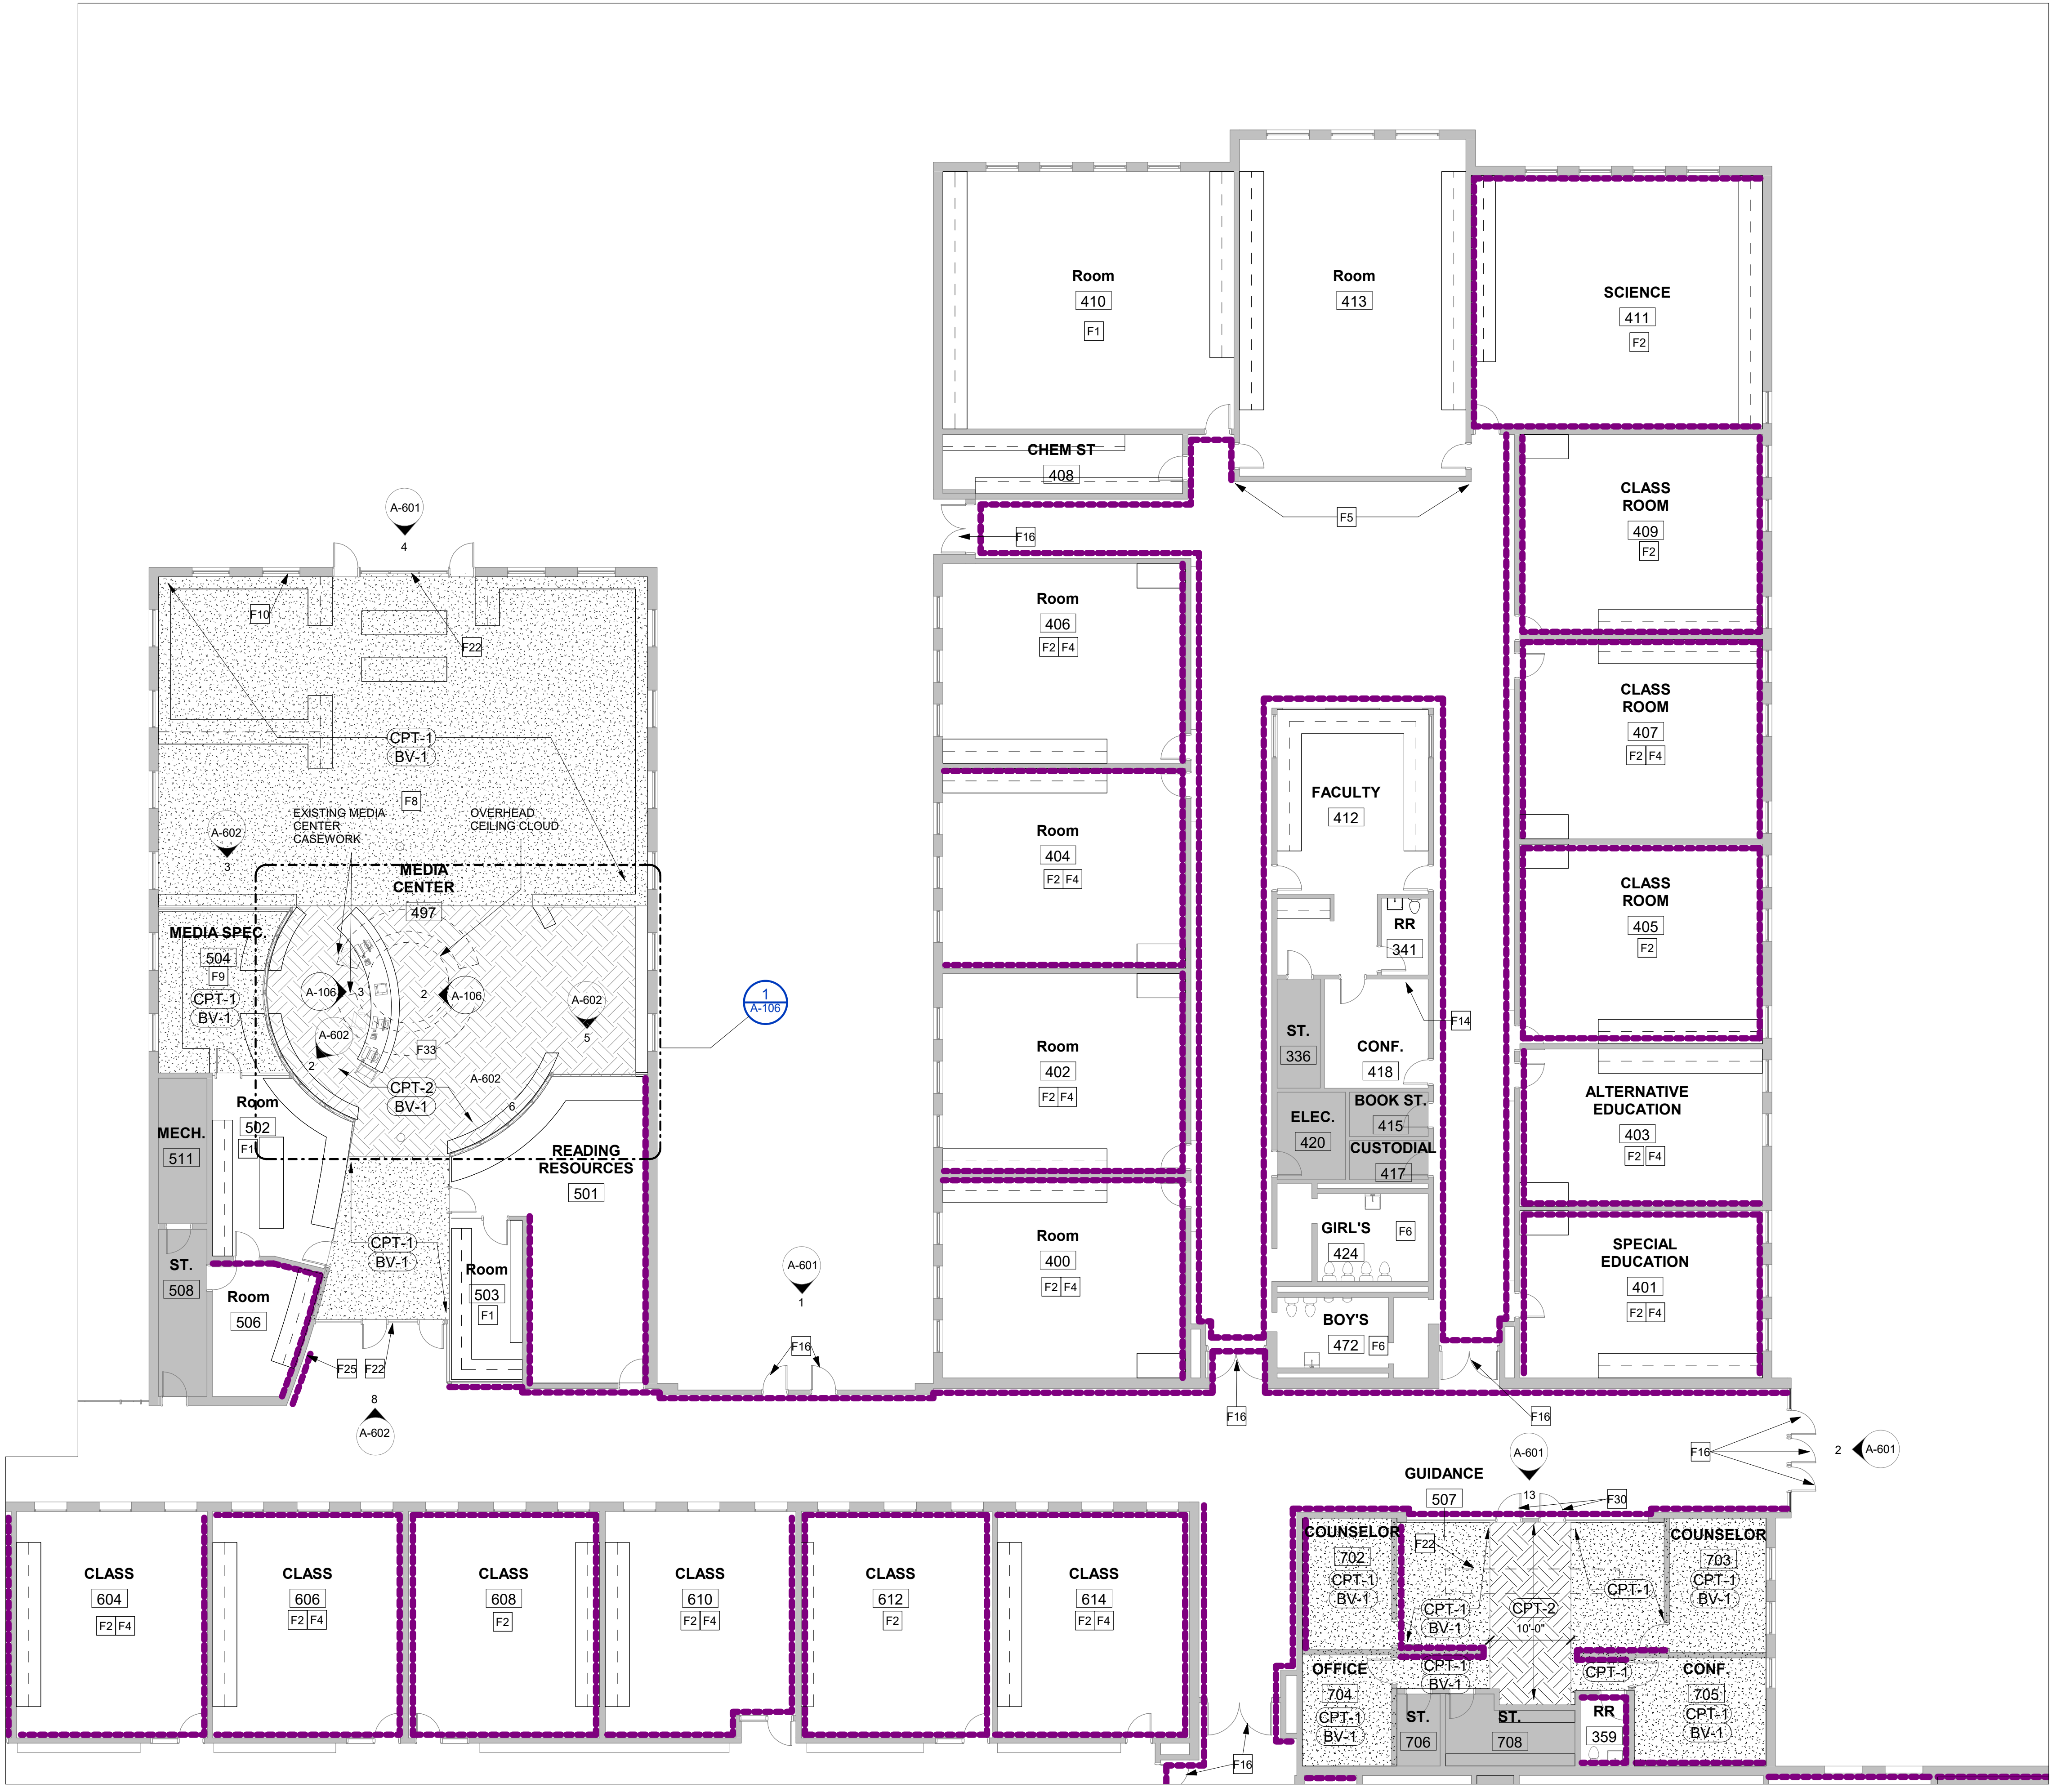 Room
410
F1
Room
413
SCIENCE
411
F2
CHEM ST
408
F5
F16
CLASS
ROOM
409
F2
A-601
4
F10
F22
CPT-1
BV-1
F8
EXISTING MEDIA
CENTER
CASEWORK
OVERHEAD
CEILING CLOUD
A-602
3
MEDIA
CENTER
497
MEDIA SPEC.
504
F9
CPT-1
BV-1
A-106
3
2
A-106
A-602
5
A-602
2
F33
CPT-2
BV-1
A-602
6
1
A-106
Room
502
F1
MECH.
511
READING
RESOURCES
501
CPT-1
BV-1
ST.
508
Room
506
Room
503
F1
F25
F22
8
A-602
A-601
1
F16
Room
406
F2 F4
Room
404
F2 F4
Room
402
F2 F4
Room
400
F2 F4
FACULTY
412
RR
341
F14
ST.
336
CONF.
418
BOOK ST.
415
ELEC.
420
CUSTODIAL
417
GIRL'S
424
F6
BOY'S
472
F6
CLASS
ROOM
407
F2 F4
CLASS
ROOM
405
F2
ALTERNATIVE
EDUCATION
403
F2 F4
SPECIAL
EDUCATION
401
F2 F4
F16
F16
F16
2
A-601
A-601
13
F30
GUIDANCE
507
F22
COUNSELOR
702
CPT-1
BV-1
CPT-1
BV-1
CPT-2
10'-0"
CPT-1
COUNSELOR
703
CPT-1
BV-1
OFFICE
704
CPT-1
BV-1
CPT-1
BV-1
CPT-1
CONF.
705
CPT-1
BV-1
ST.
706
ST.
708
RR
359
CLASS
604
F2 F4
CLASS
606
F2 F4
CLASS
608
F2
CLASS
610
F2 F4
CLASS
612
F2
CLASS
614
F2 F4
F16